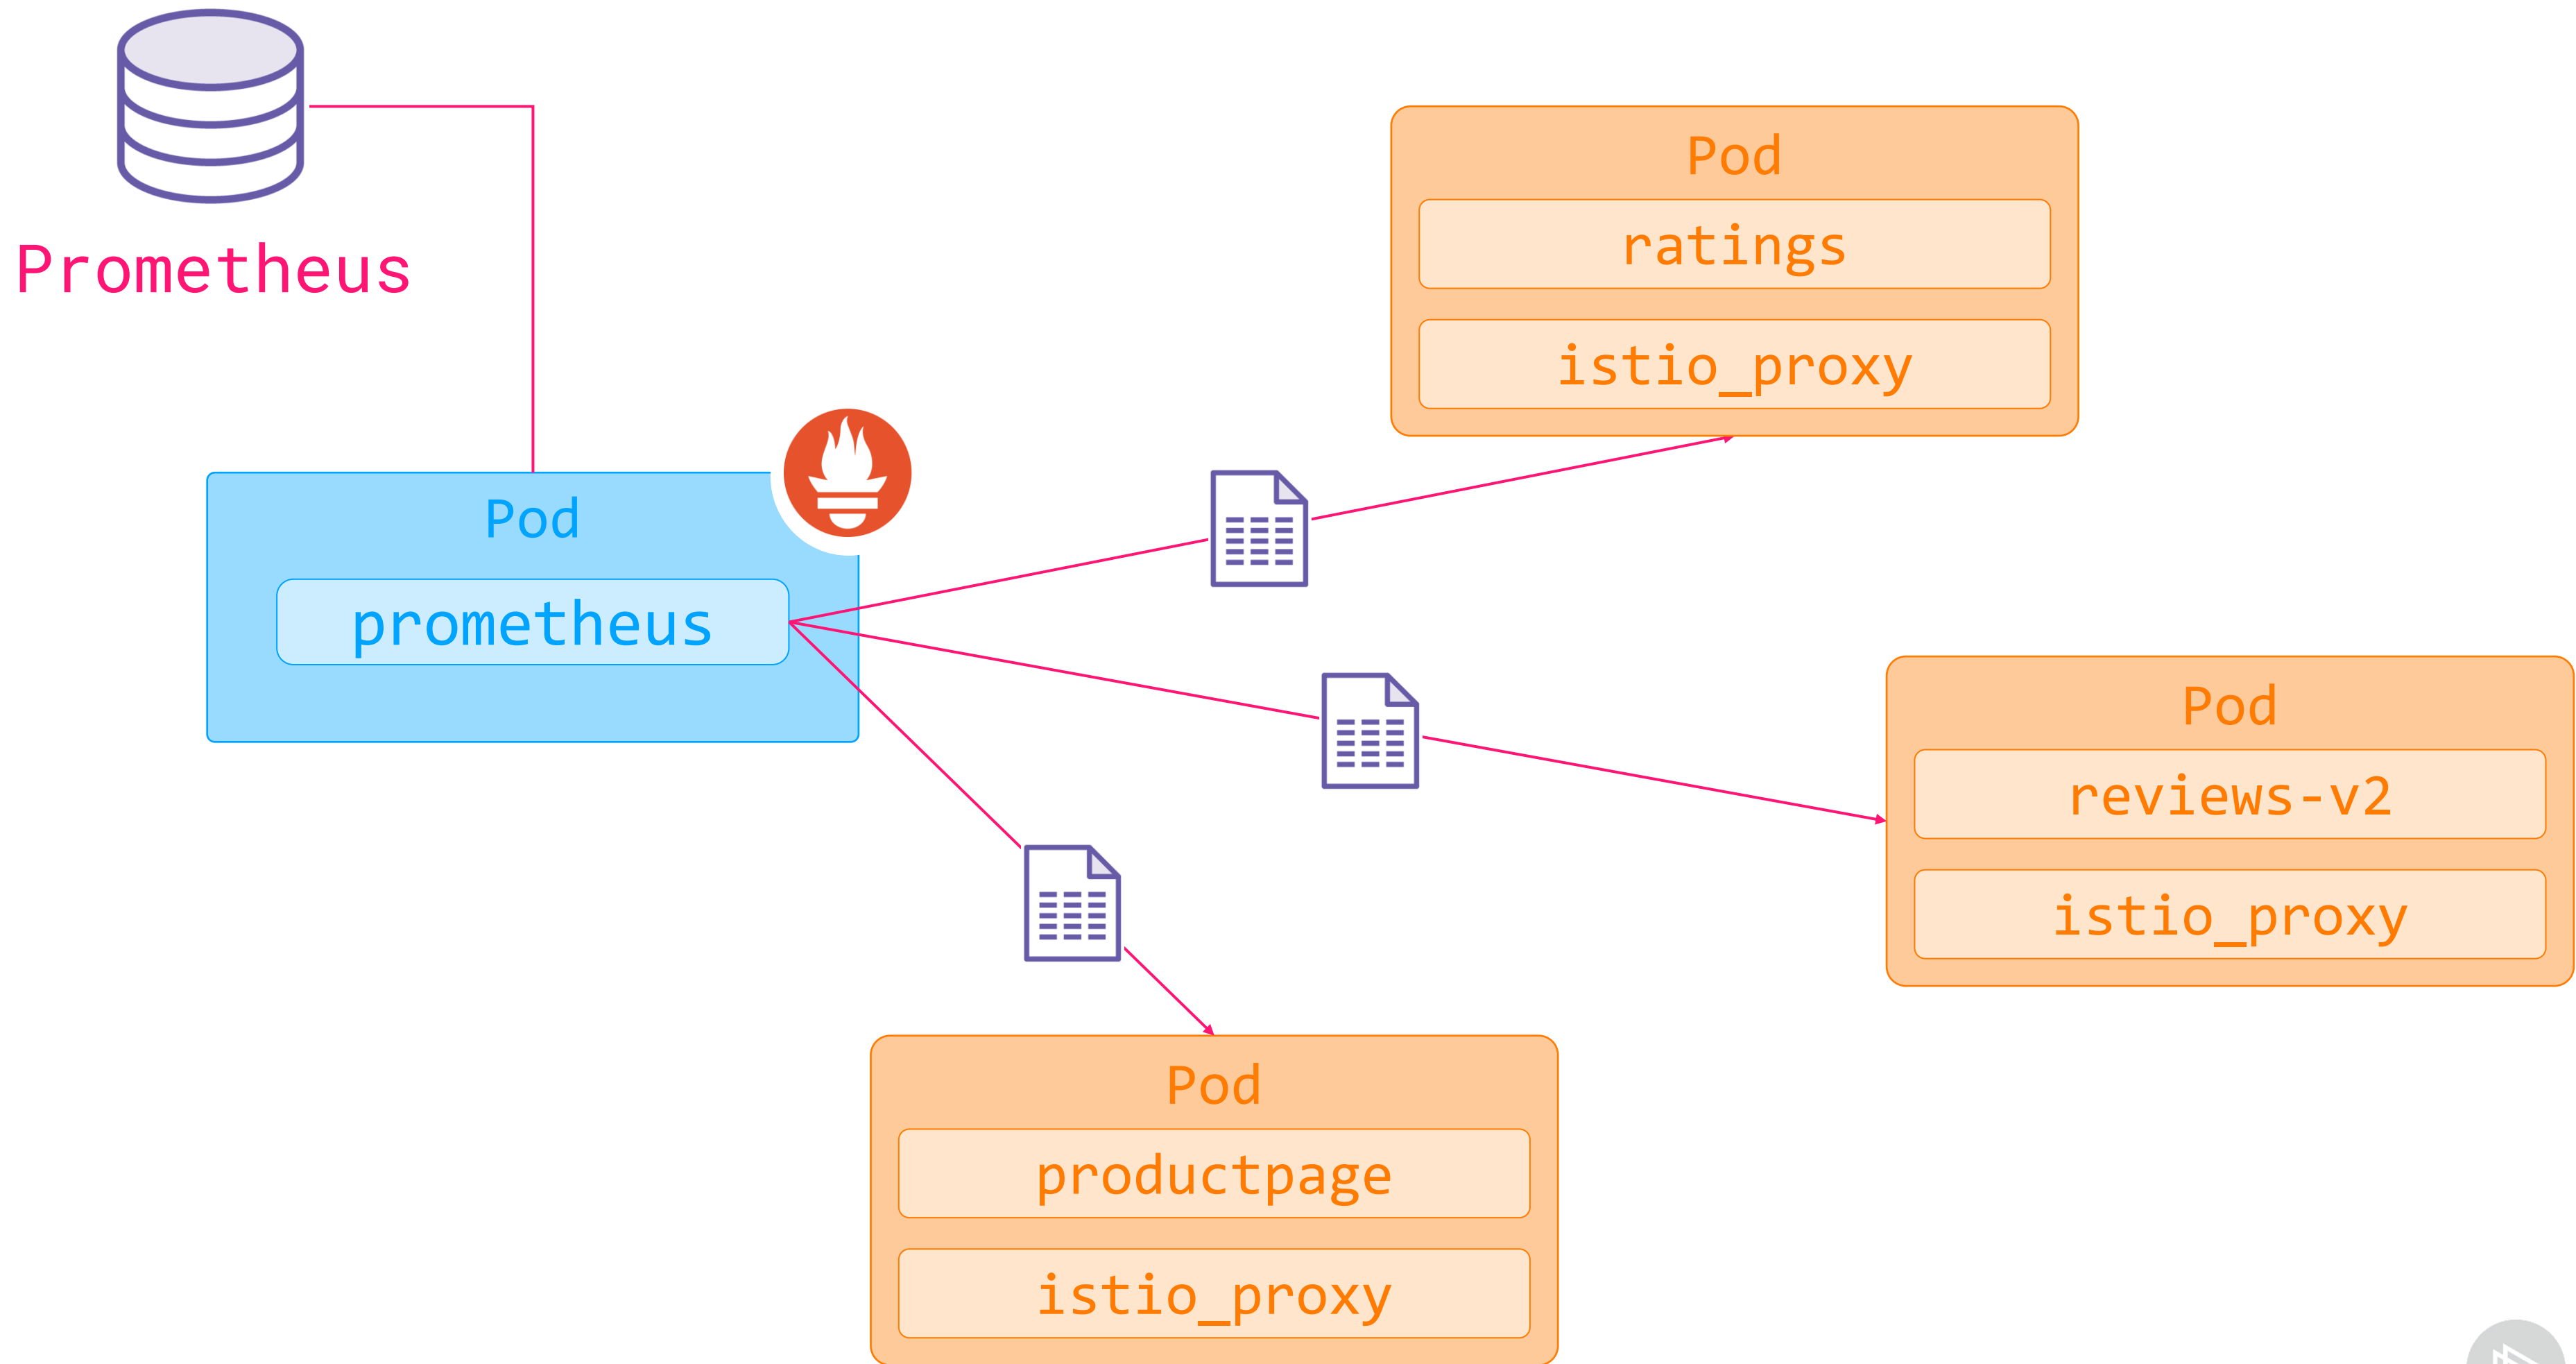 Prometheus
Pod
prometheus
Pod
ratings
istio_proxy
Pod
reviews-v2
istio_proxy
Pod
productpage
istio_proxy